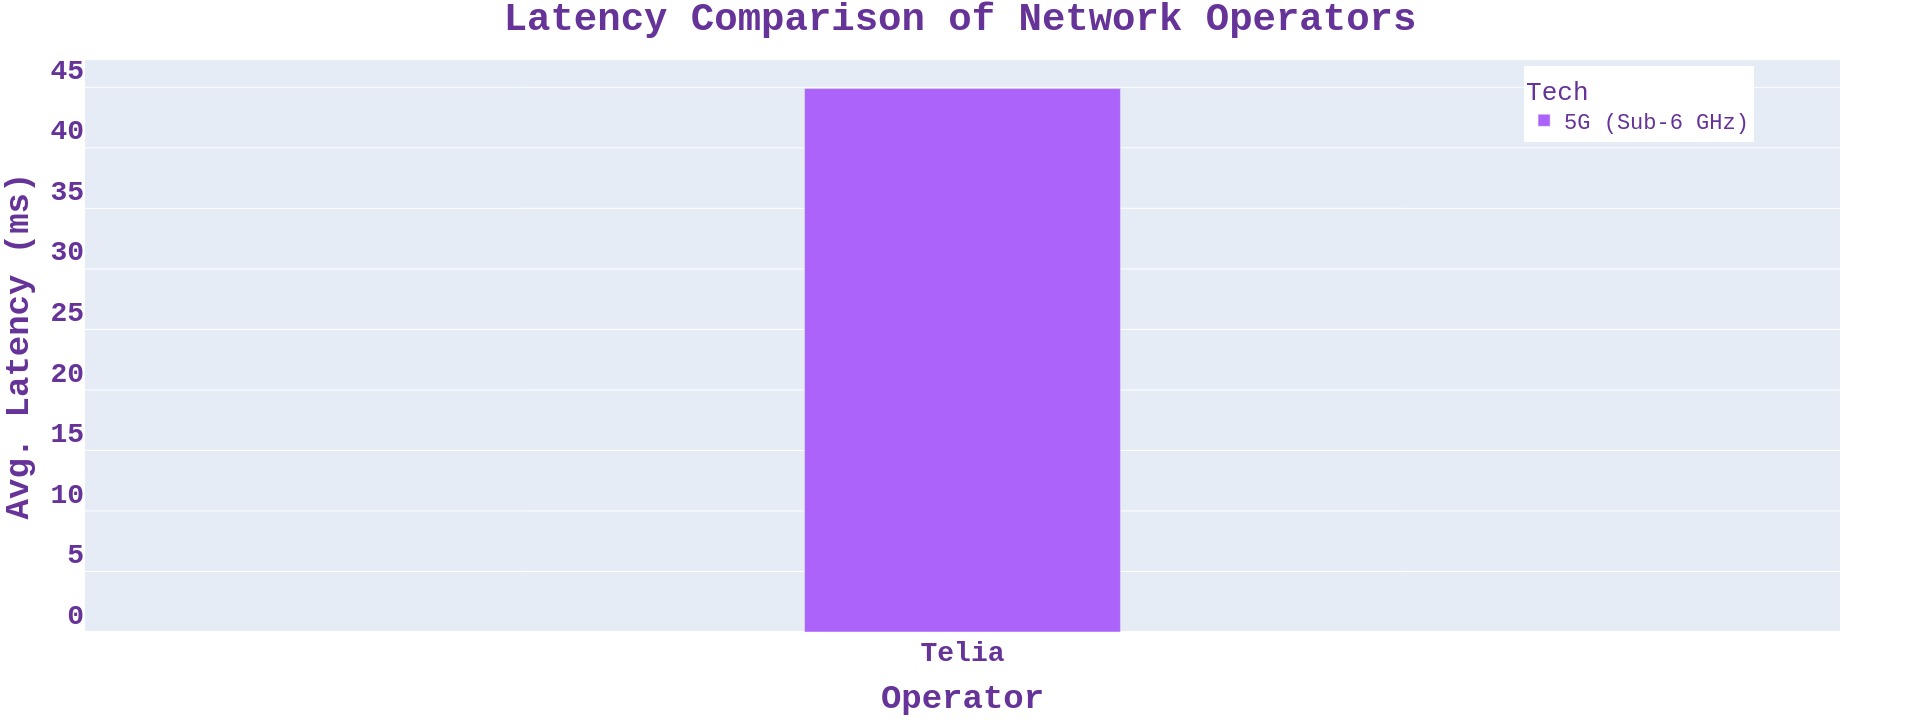 Latency Comparison of Network Operators
45
40
35
30
25
20
15
10
5
0
Avg. Latency (ms)
Tech
5G (Sub-6 GHz)
Telia
Operator